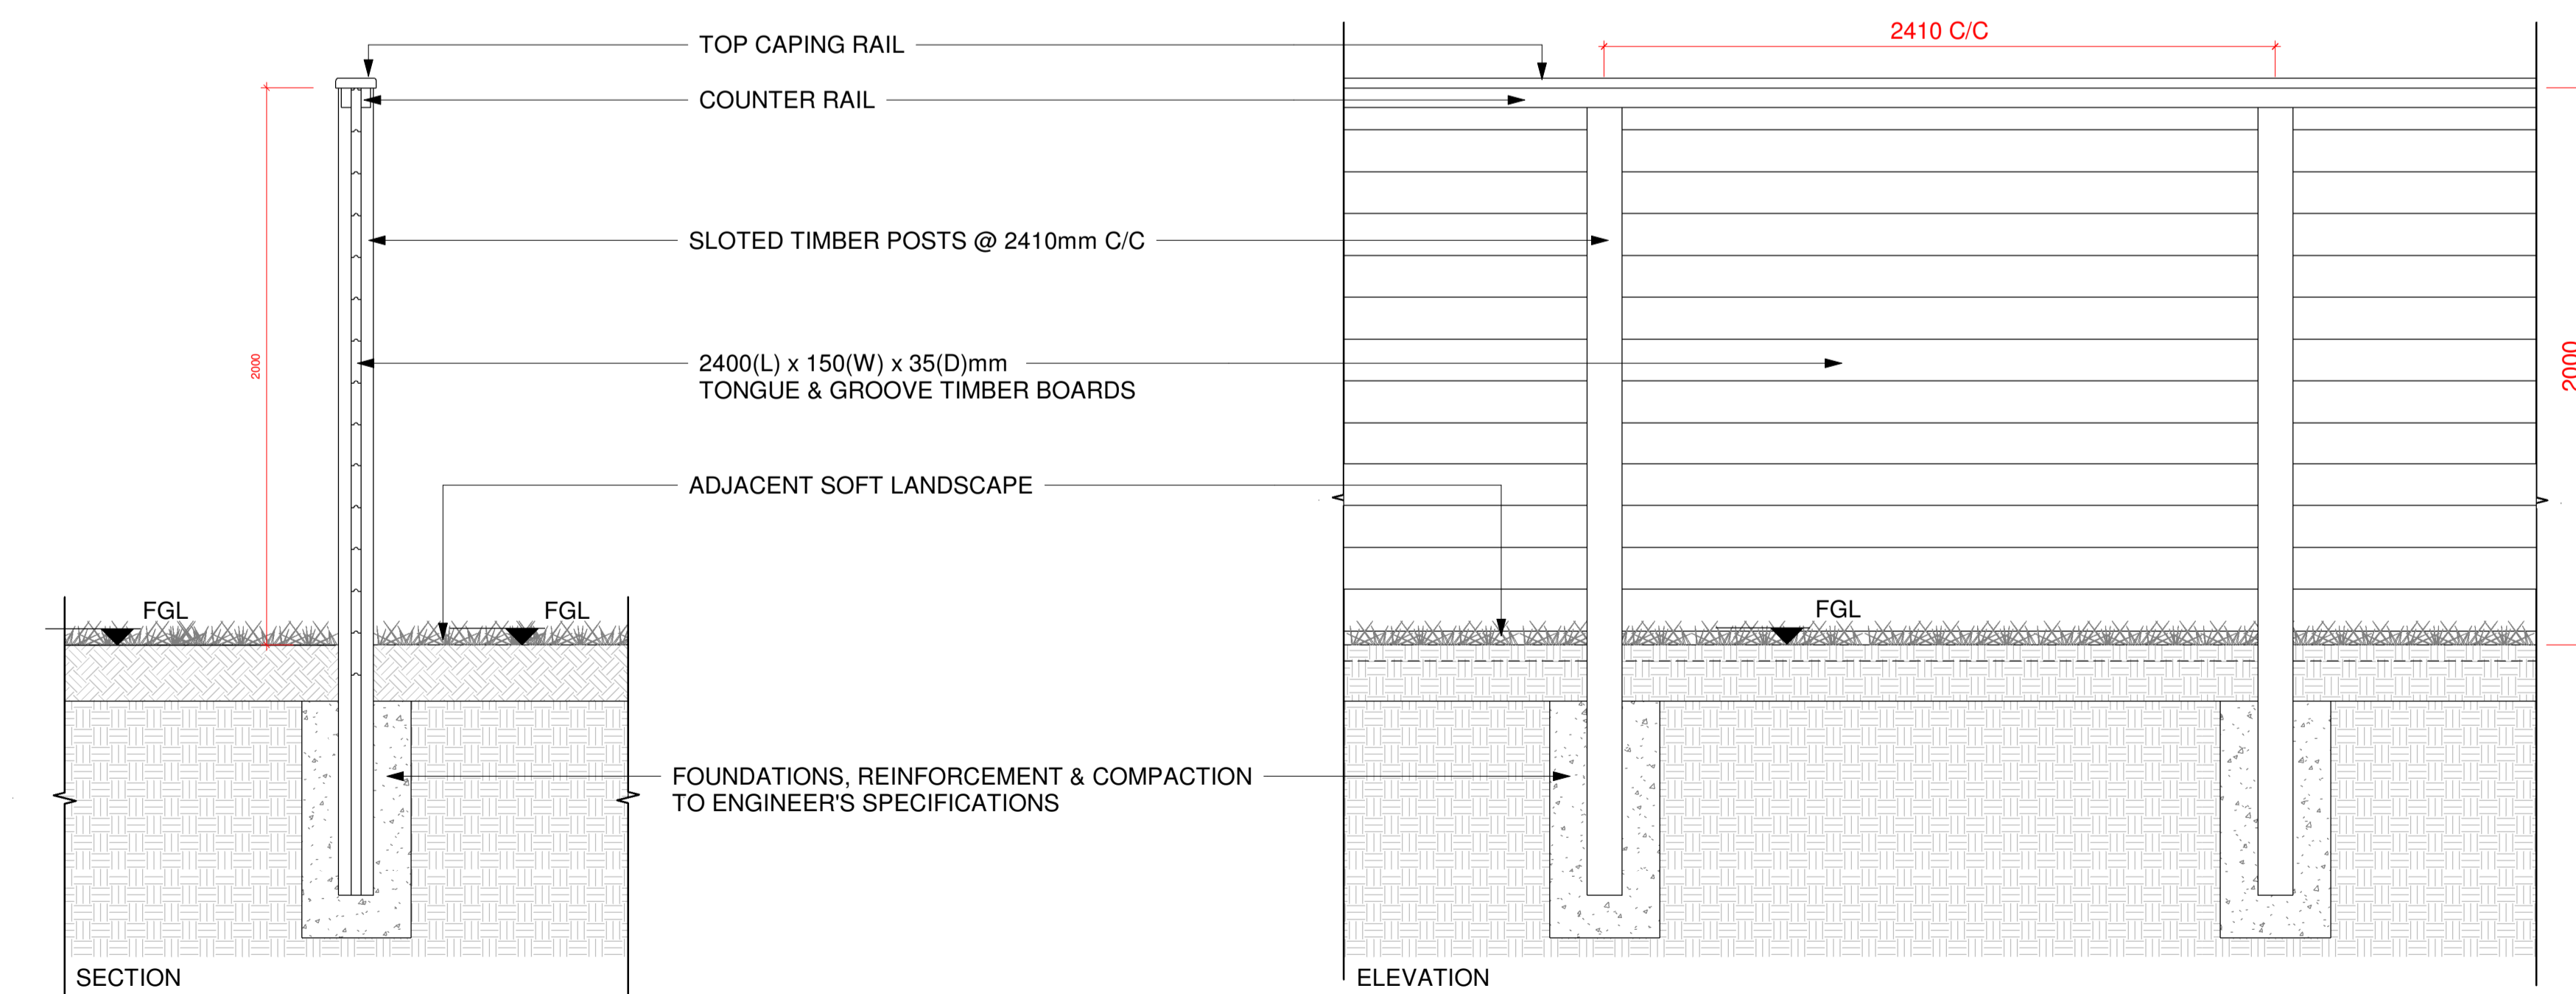 TOP CAPING RAIL
2410 C/C
COUNTER RAIL
SLOTED TIMBER POSTS @ 2410mm C/C
2000
2400(L) x 150(W) x 35(D)mm
TONGUE & GROOVE TIMBER BOARDS
2000
ADJACENT SOFT LANDSCAPE
FGL
FGL
FGL
FOUNDATIONS, REINFORCEMENT & COMPACTION
TO ENGINEER'S SPECIFICATIONS
SECTION
ELEVATION